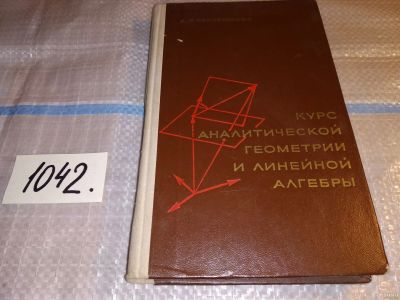 КУРС
АНАЛИТИЧЕСКОЙ
ГЕОМЕТРИИ
И ЛИНЕЙНОЙ
АЛГЕБРЫ
1042.